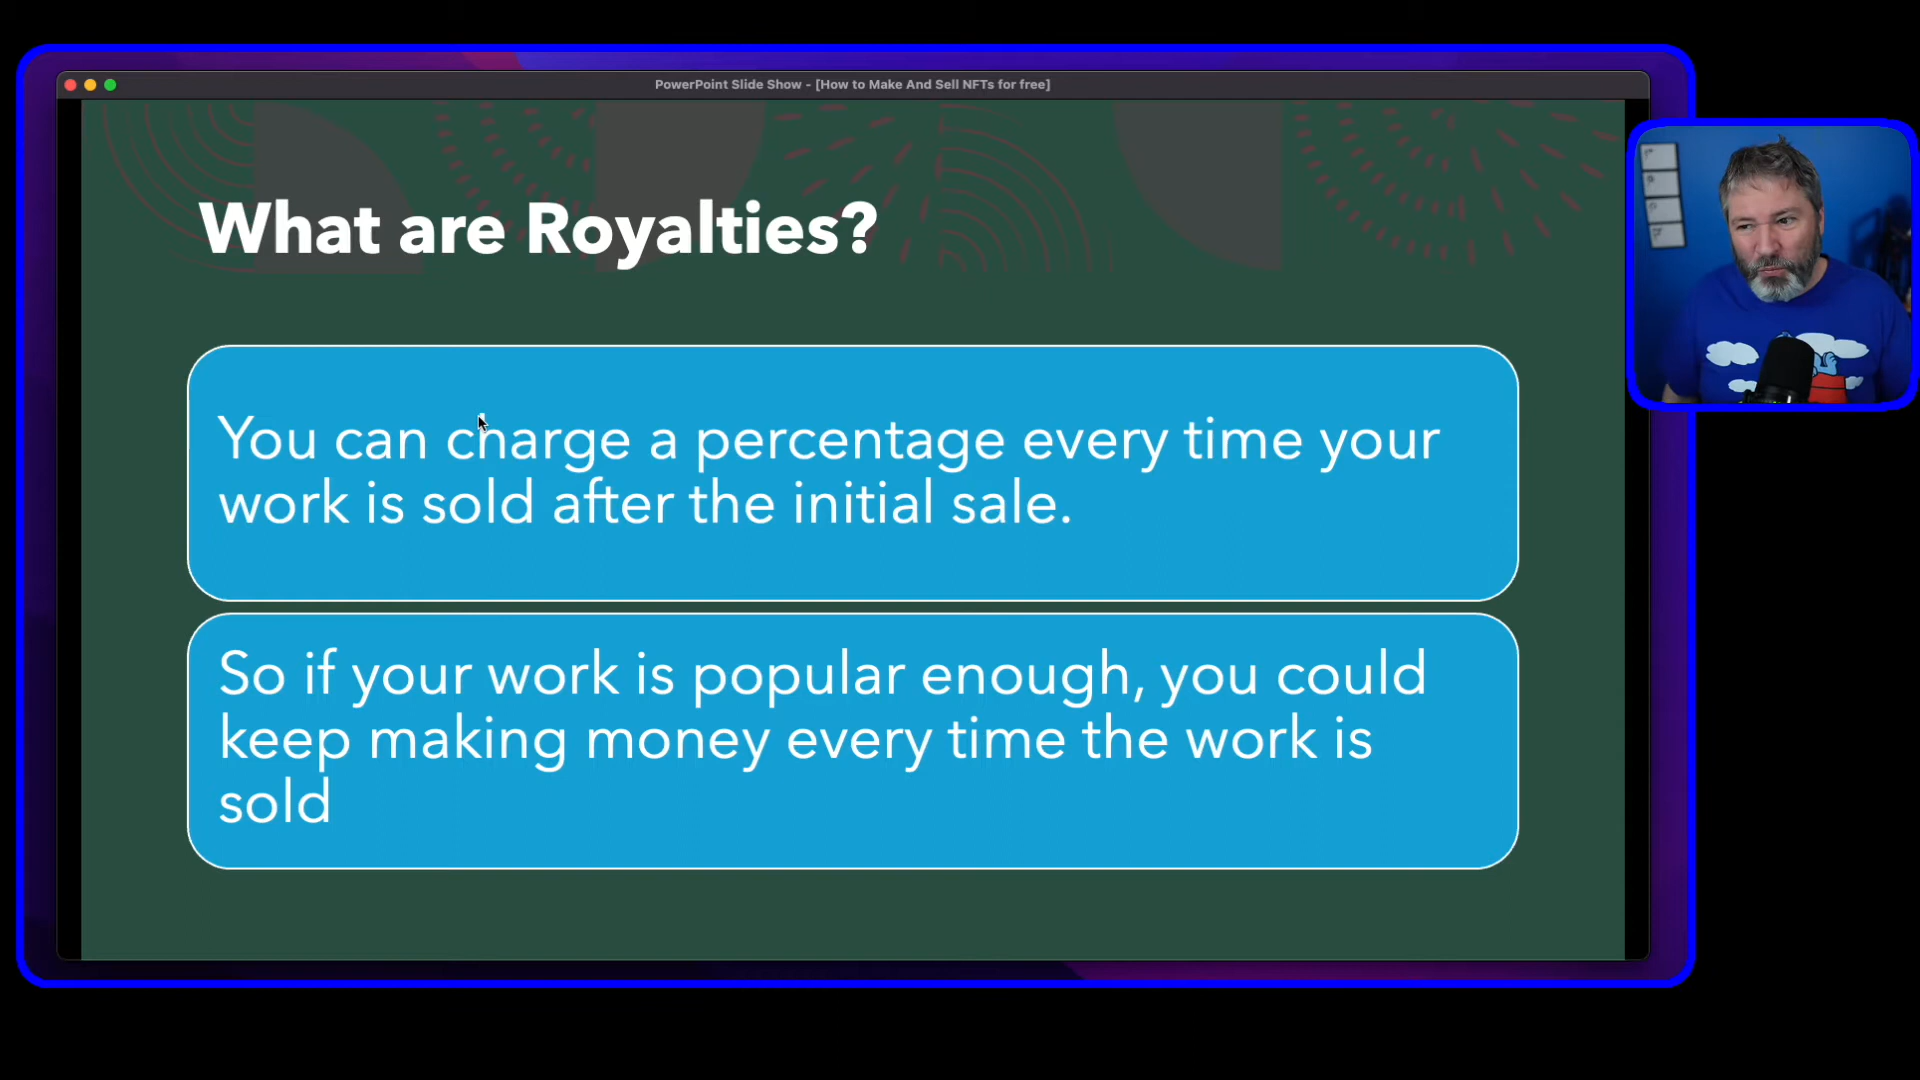 PowerPoint Slide Show - [How to Make And Sell NFTs for free]
What are Royalties?
You can charge a percentage every time your
work is sold after the initial sale.
So if your work is popular enough, you could
keep making money every time the work is
sold